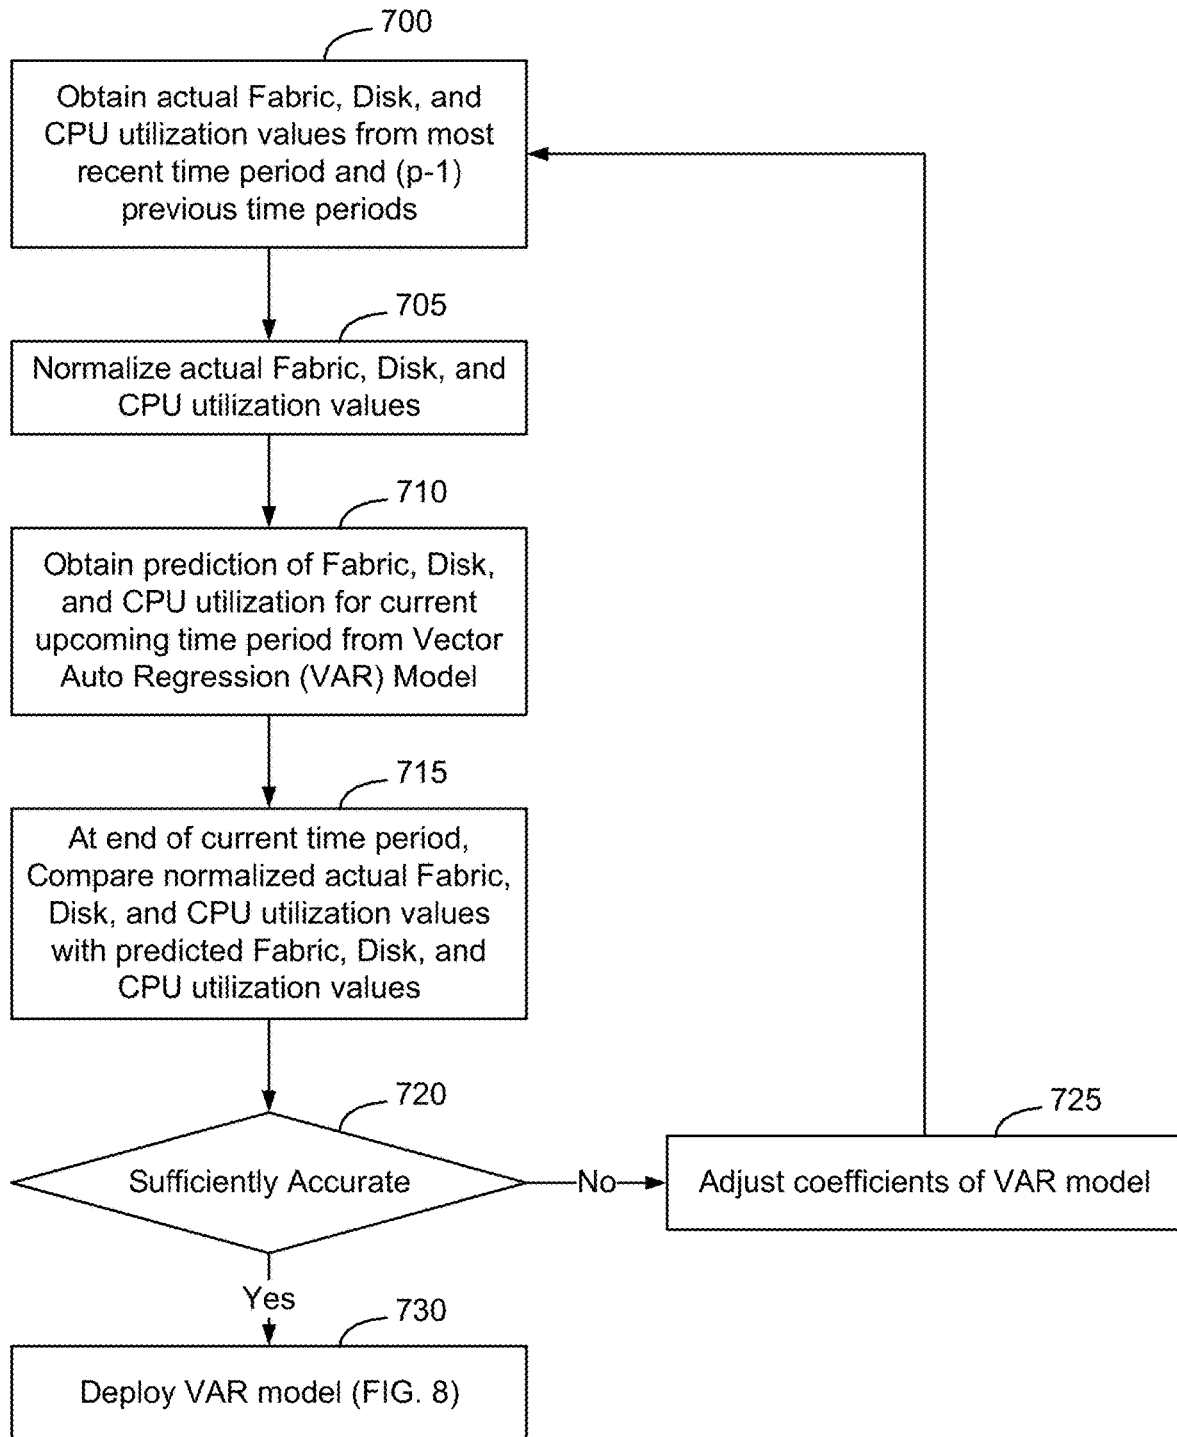 700
Obtain actual Fabric, Disk, and
CPU utilization values from most
recent time period and (p-1)
previous time periods
705
Normalize actual Fabric, Disk, and
CPU utilization values
710
Obtain prediction of Fabric, Disk,
and CPU utilization for current
upcoming time period from Vector
Auto Regression (VAR) Model
715
At end of current time period,
Compare normalized actual Fabric,
Disk, and CPU utilization values
with predicted Fabric, Disk, and
CPU utilization values
720
Sufficiently Accurate
No
725
Adjust coefficients of VAR model
Yes
730
Deploy VAR model (FIG. 8)